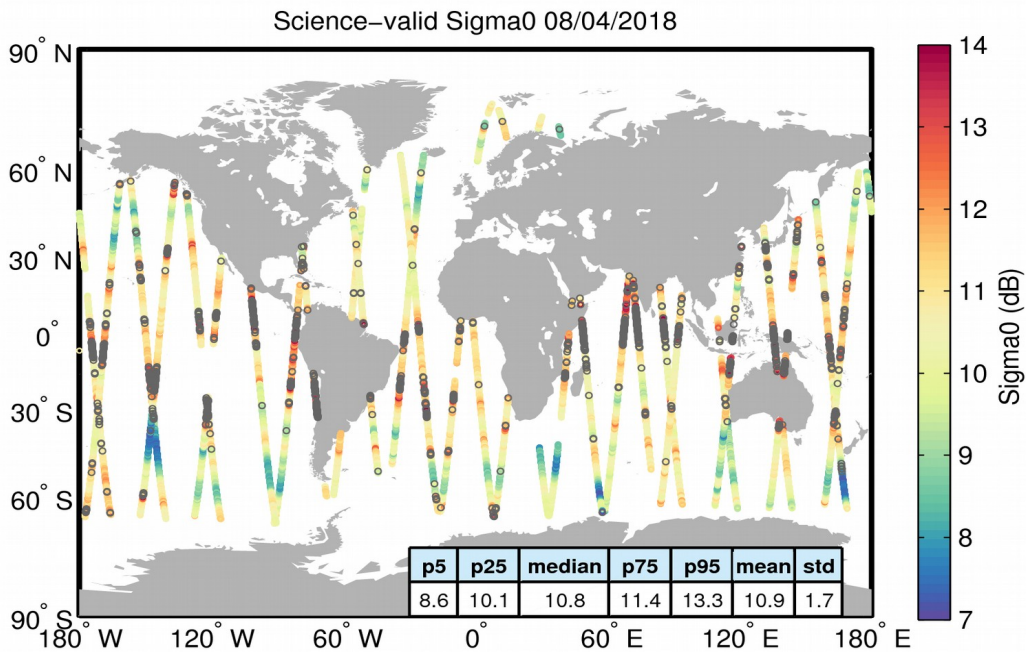 Science−valid Sigma0 08/04/2018
90° N
60° N
30° N
0°
30° S
60° S
90° S
180° W
120° W
60° W
0°
60° E
120° E
180° E
p5 p25 median p75 p95 mean std
8.6 10.1 10.8 11.4 13.3 10.9 1.7
14
13
12
11
10
9
8
7
Sigma0 (dB)